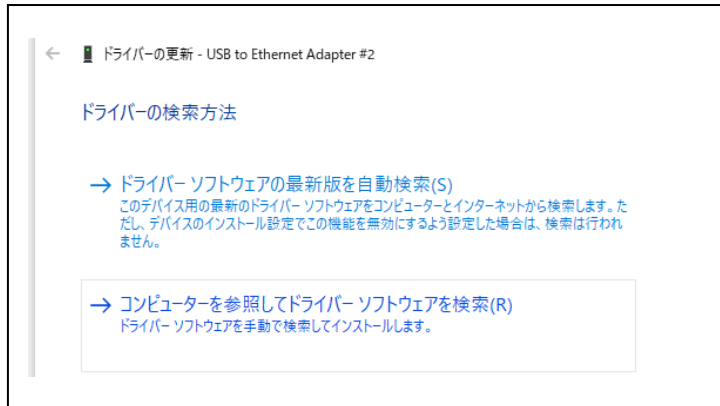 ドライバーの更新 - USB to Ethernet Adapter #2
ドライバーの検索方法
ドライバー ソフトウェアの最新版を自動検索(S)
このデバイス用の最新のドライバー ソフトウェアをコンピューターとインターネットから検索します。た
だし、デバイスのインストール設定でこの機能を無効にするよう設定した場合は、検索は行われ
ません。
コンピューターを参照してドライバー ソフトウェアを検索(R)
ドライバー ソフトウェアを手動で検索してインストールします。